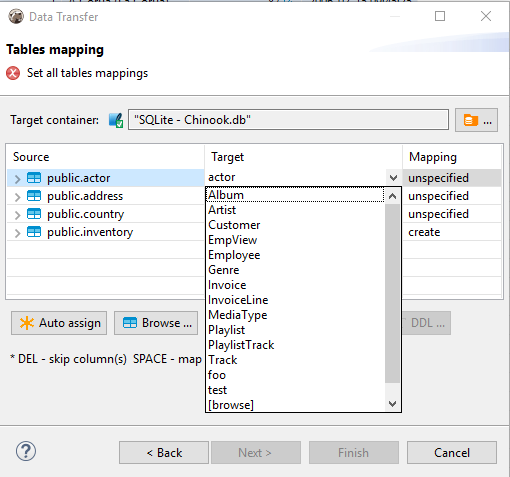 Data Transfer
Tables mapping
Set all tables mappings
Target container: "SQLite - Chinook.db" ...
Source Target Mapping
public.actor actor unspecified
public.address unspecified
public.country unspecified
public.inventory create
Album
Artist
Customer
EmpView
Employee
Genre
Invoice
InvoiceLine
MediaType
Playlist
PlaylistTrack
Track
foo
test
[browse]
Auto assign Browse ... DDL ...
* DEL - skip column(s) SPACE - map
? < Back Next > Finish Cancel